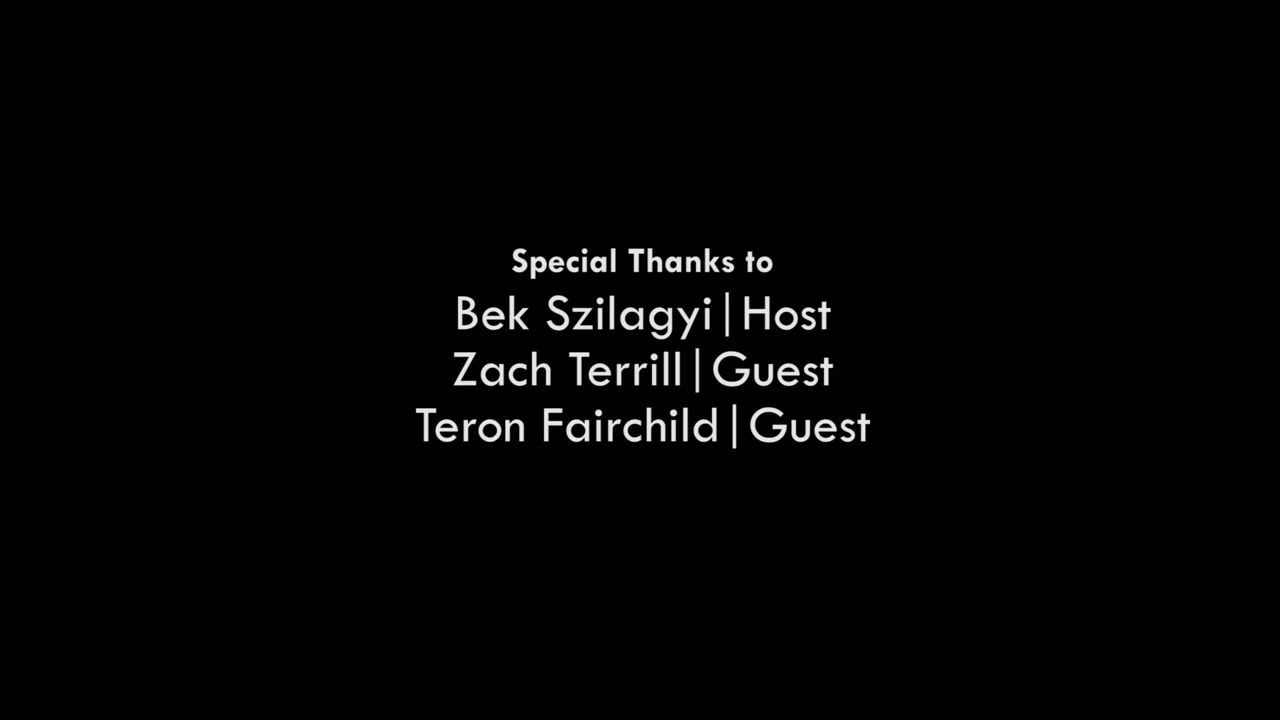 Special Thanks to
Bek Szilagyi|Host
Zach Terrill|Guest
Teron Fairchild|Guest